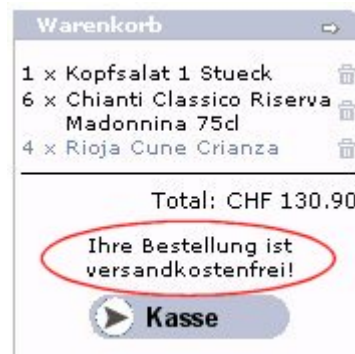 Warenkorb
1 x Kopfsalat 1 Stueck
6 x Chianti Classico Riserva
Madonnina 75cl
4 x Rioja Cune Crianza
Total: CHF 130.90
Ihre Bestellung ist
versandkostenfrei!
Kasse